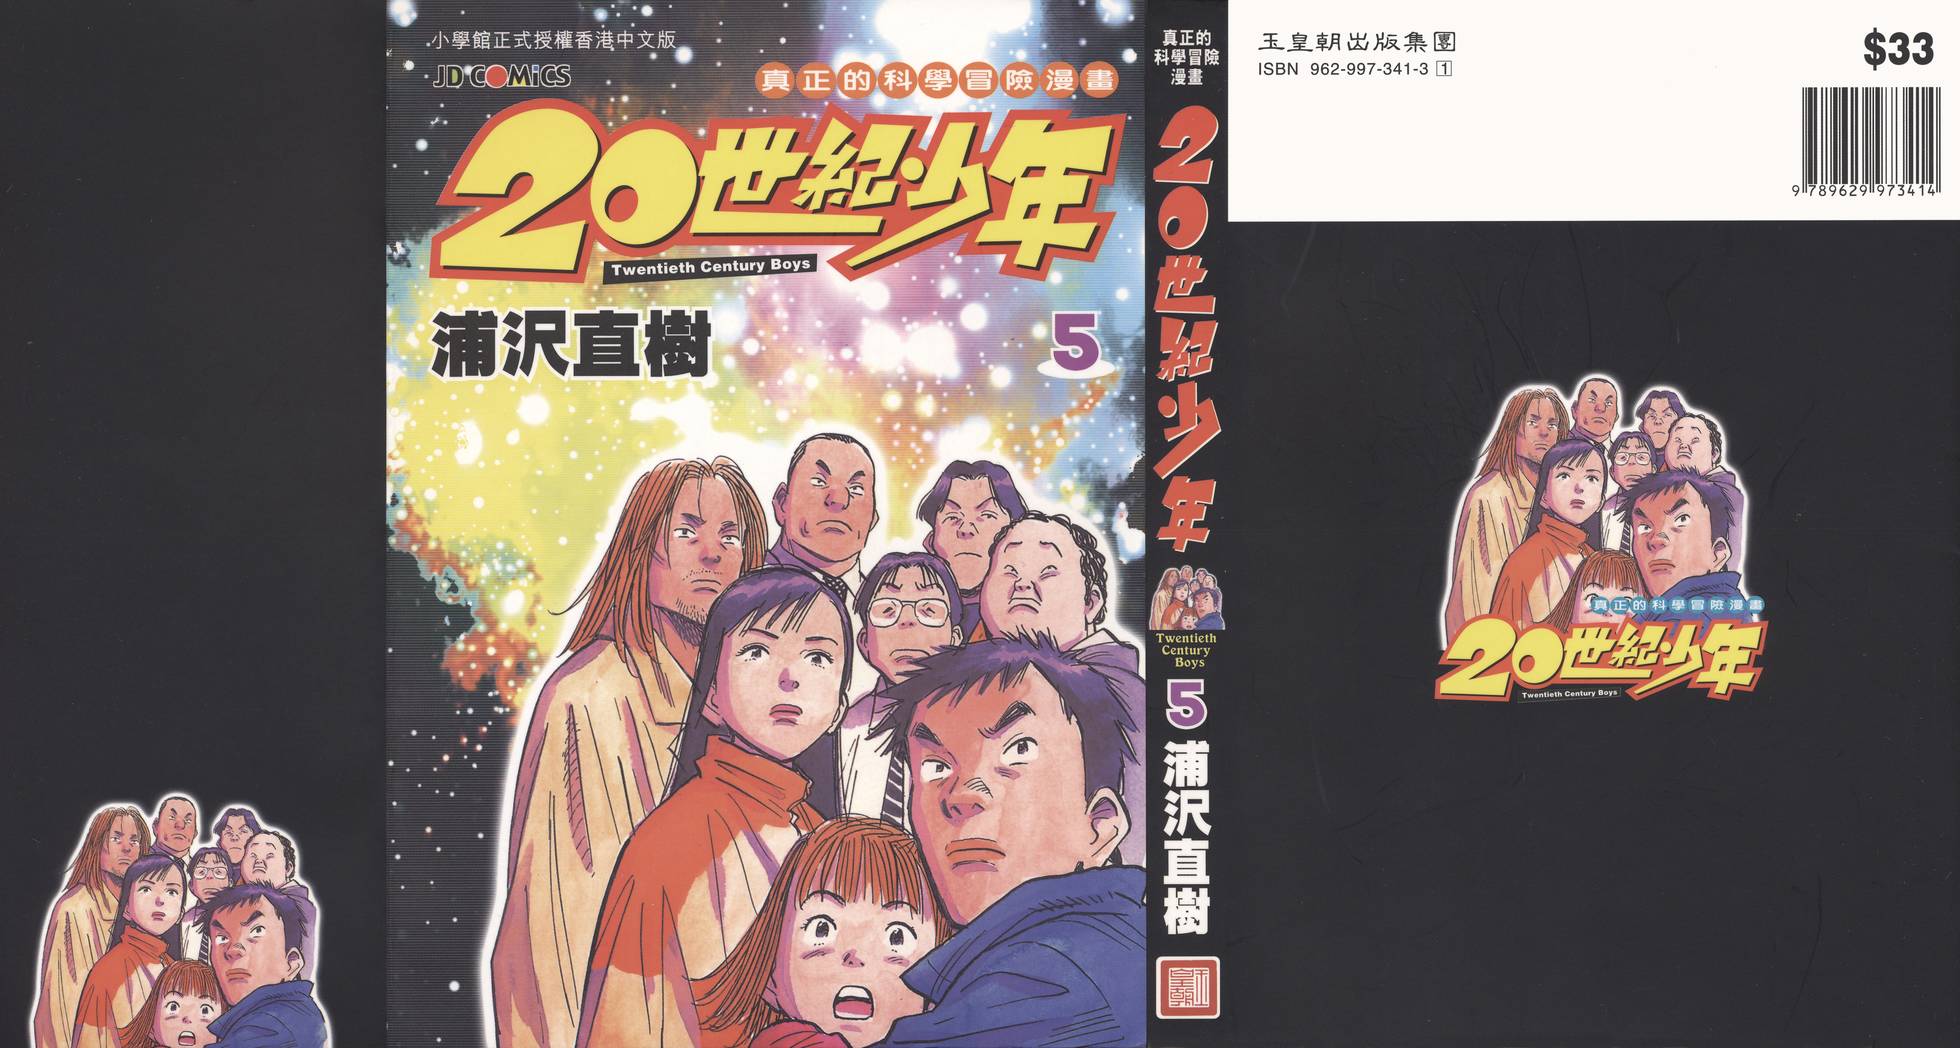 小學館正式授權香港中文版
JD COMiCS
真正的科學冒險漫畫
20世紀少年
Twentieth Century Boys
浦沢直樹
5
真正的
科學冒險
漫畫
20世紀少年
Twentieth
Century
Boys
5
浦沢直樹
玉皇朝
玉皇朝出版集團
ISBN 962-997-341-3 1
$33
9 789629 973414
真正的科學冒險漫畫
20世紀少年
Twentieth Century Boys